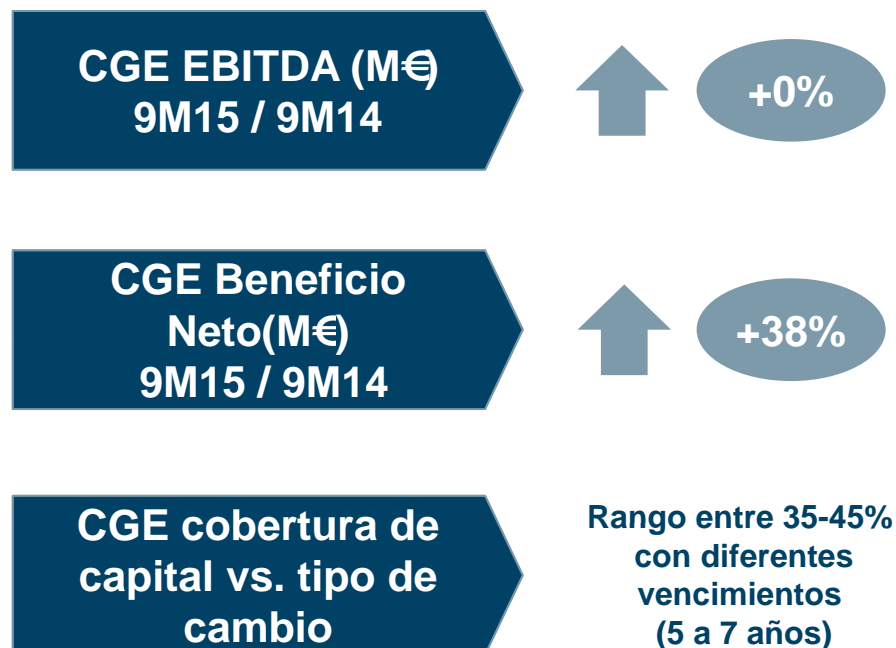 CGE EBITDA (M€)
9M15 / 9M14
+0%
CGE Beneficio
Neto(M€)
9M15 / 9M14
+38%
CGE cobertura de
capital vs. tipo de
cambio
Rango entre 35-45%
con diferentes
vencimientos
(5 a 7 años)